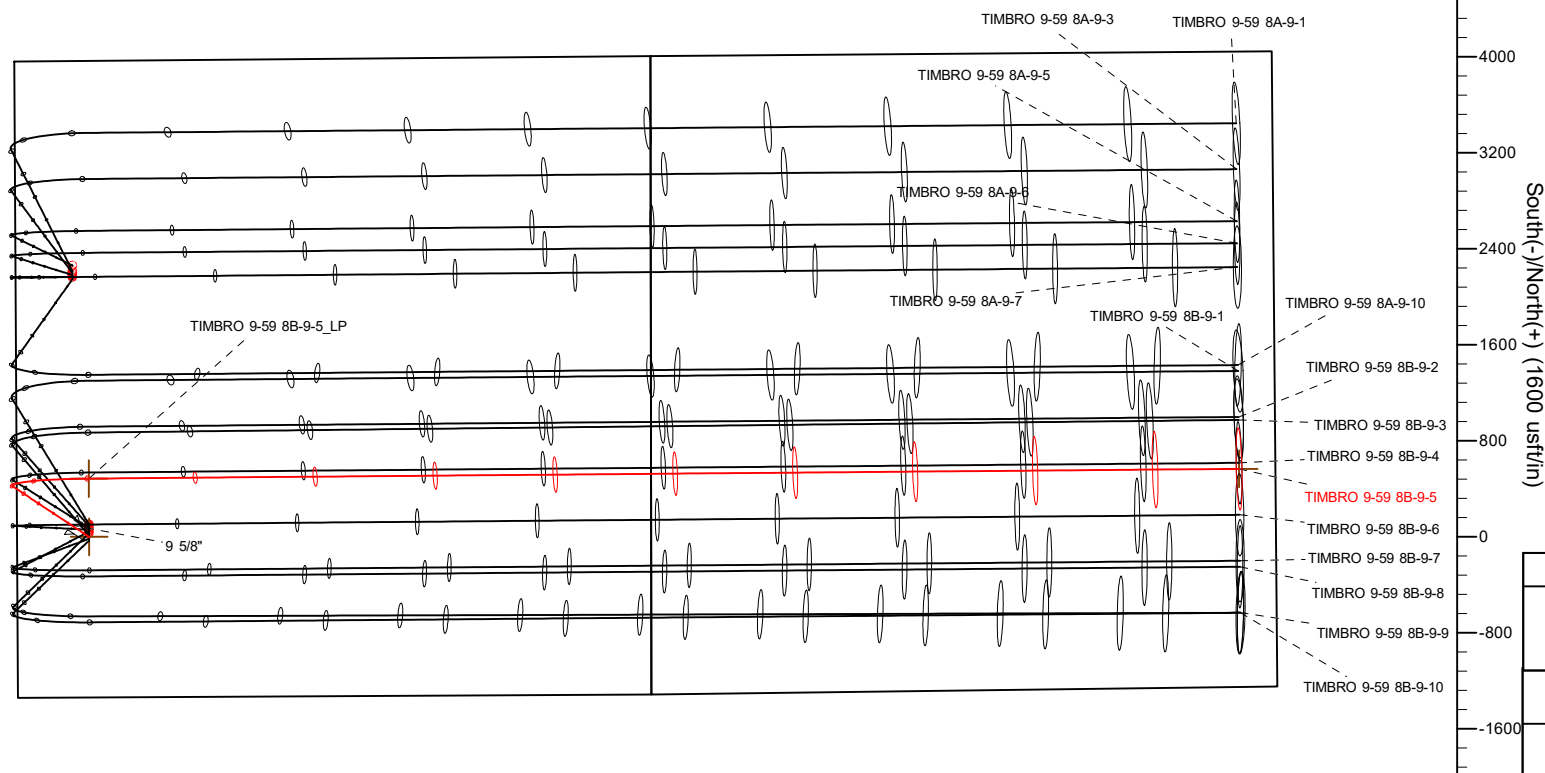 TIMBRO 9-59 8A-9-3
TIMBRO 9-59 8A-9-1
TIMBRO 9-59 8A-9-5
TIMBRO 9-59 8A-9-6
TIMBRO 9-59 8A-9-7
TIMBRO 9-59 8A-9-10
TIMBRO 9-59 8B-9-1
TIMBRO 9-59 8B-9-5_LP
TIMBRO 9-59 8B-9-2
TIMBRO 9-59 8B-9-3
TIMBRO 9-59 8B-9-4
TIMBRO 9-59 8B-9-5
TIMBRO 9-59 8B-9-6
9 5/8"
TIMBRO 9-59 8B-9-7
TIMBRO 9-59 8B-9-8
TIMBRO 9-59 8B-9-9
TIMBRO 9-59 8B-9-10
4000
3200
2400
1600
800
0
-800
-1600
South(-)/North(+) (1600 usft/in)